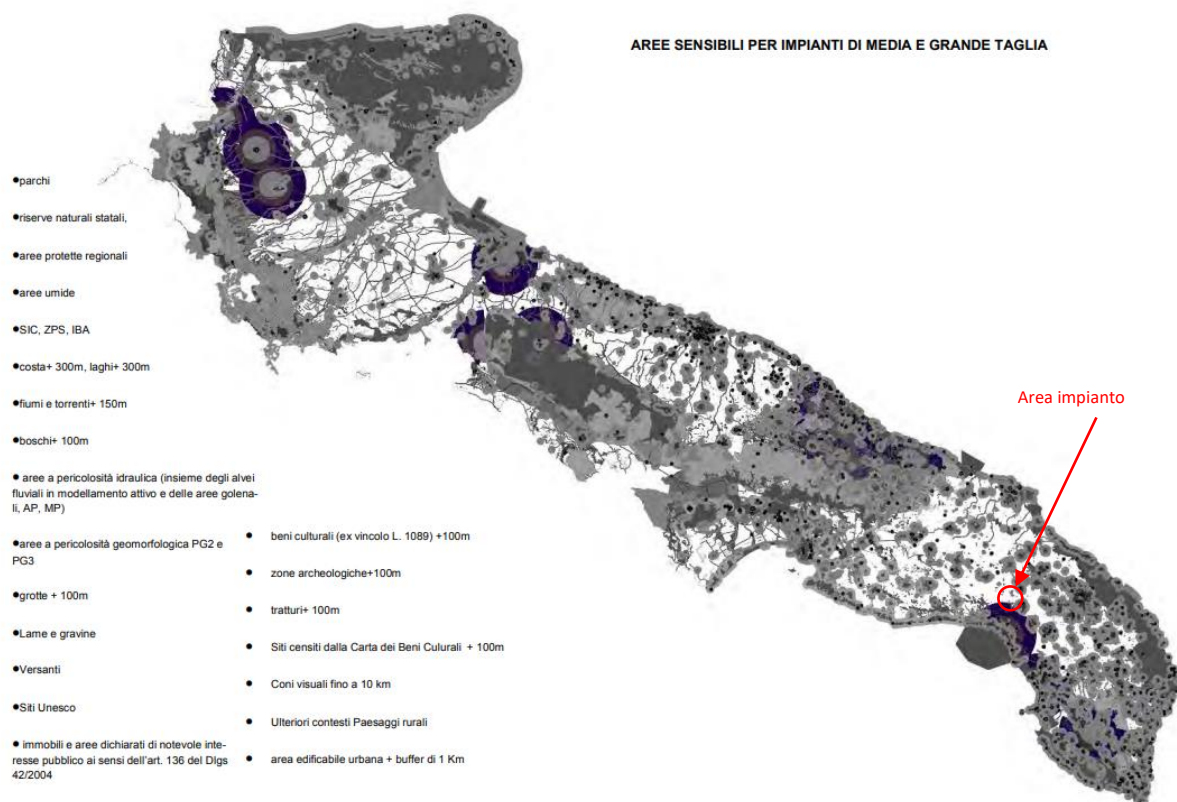 AREE SENSIBILI PER IMPIANTI DI MEDIA E GRANDE TAGLIA
●parchi
●riserve naturali statali,
●aree protette regionali
●aree umide
●SIC, ZPS, IBA
●costa+ 300m, laghi+ 300m
●fiumi e torrenti+ 150m
●boschi+ 100m
● aree a pericolosità idraulica (insieme degli alvei
fluviali in modellamento attivo e delle aree golena-
li, AP, MP)
●aree a pericolosità geomorfologica PG2 e
PG3
●grotte + 100m
●Lame e gravine
●Versanti
●Siti Unesco
● immobili e aree dichiarati di notevole inte-
resse pubblico ai sensi dell'art. 136 del Dlgs
42/2004
● beni culturali (ex vincolo L. 1089) +100m
● zone archeologiche+100m
● tratturi+ 100m
● Siti censiti dalla Carta dei Beni Culurali + 100m
● Coni visuali fino a 10 km
● Ulteriori contesti Paesaggi rurali
● area edificabile urbana + buffer di 1 Km
Area impianto